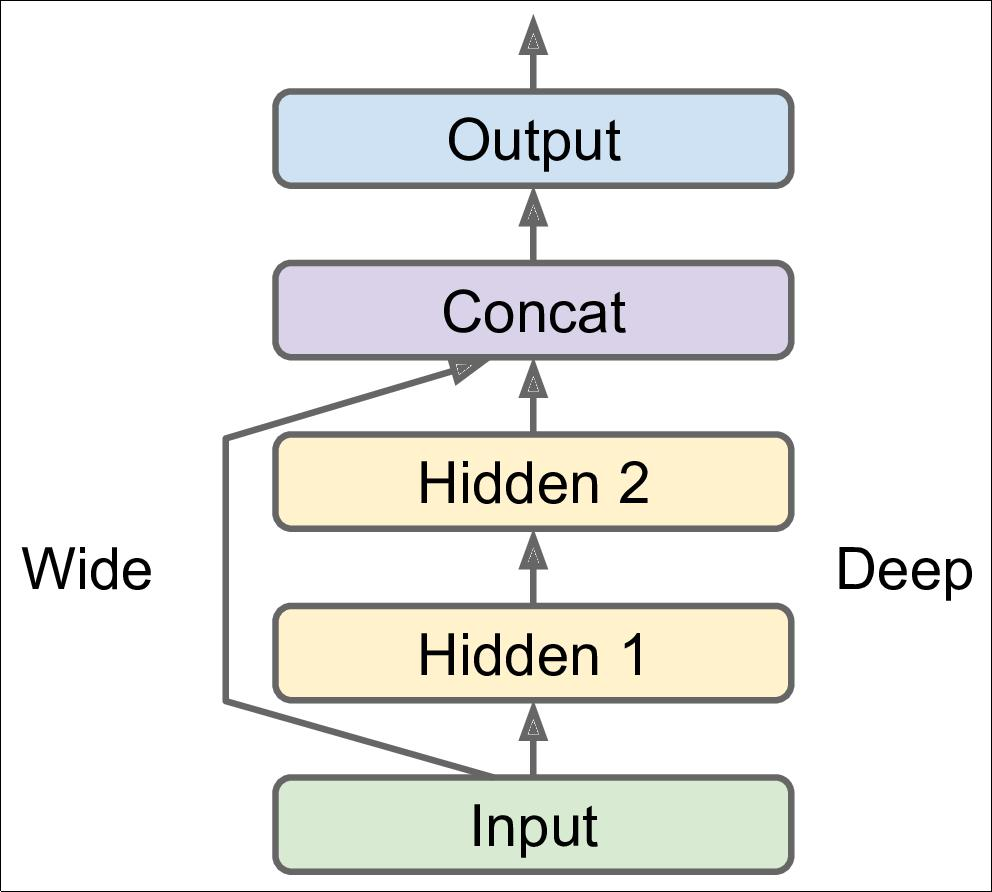 Output
Concat
Hidden 2
Wide
Deep
Hidden 1
Input